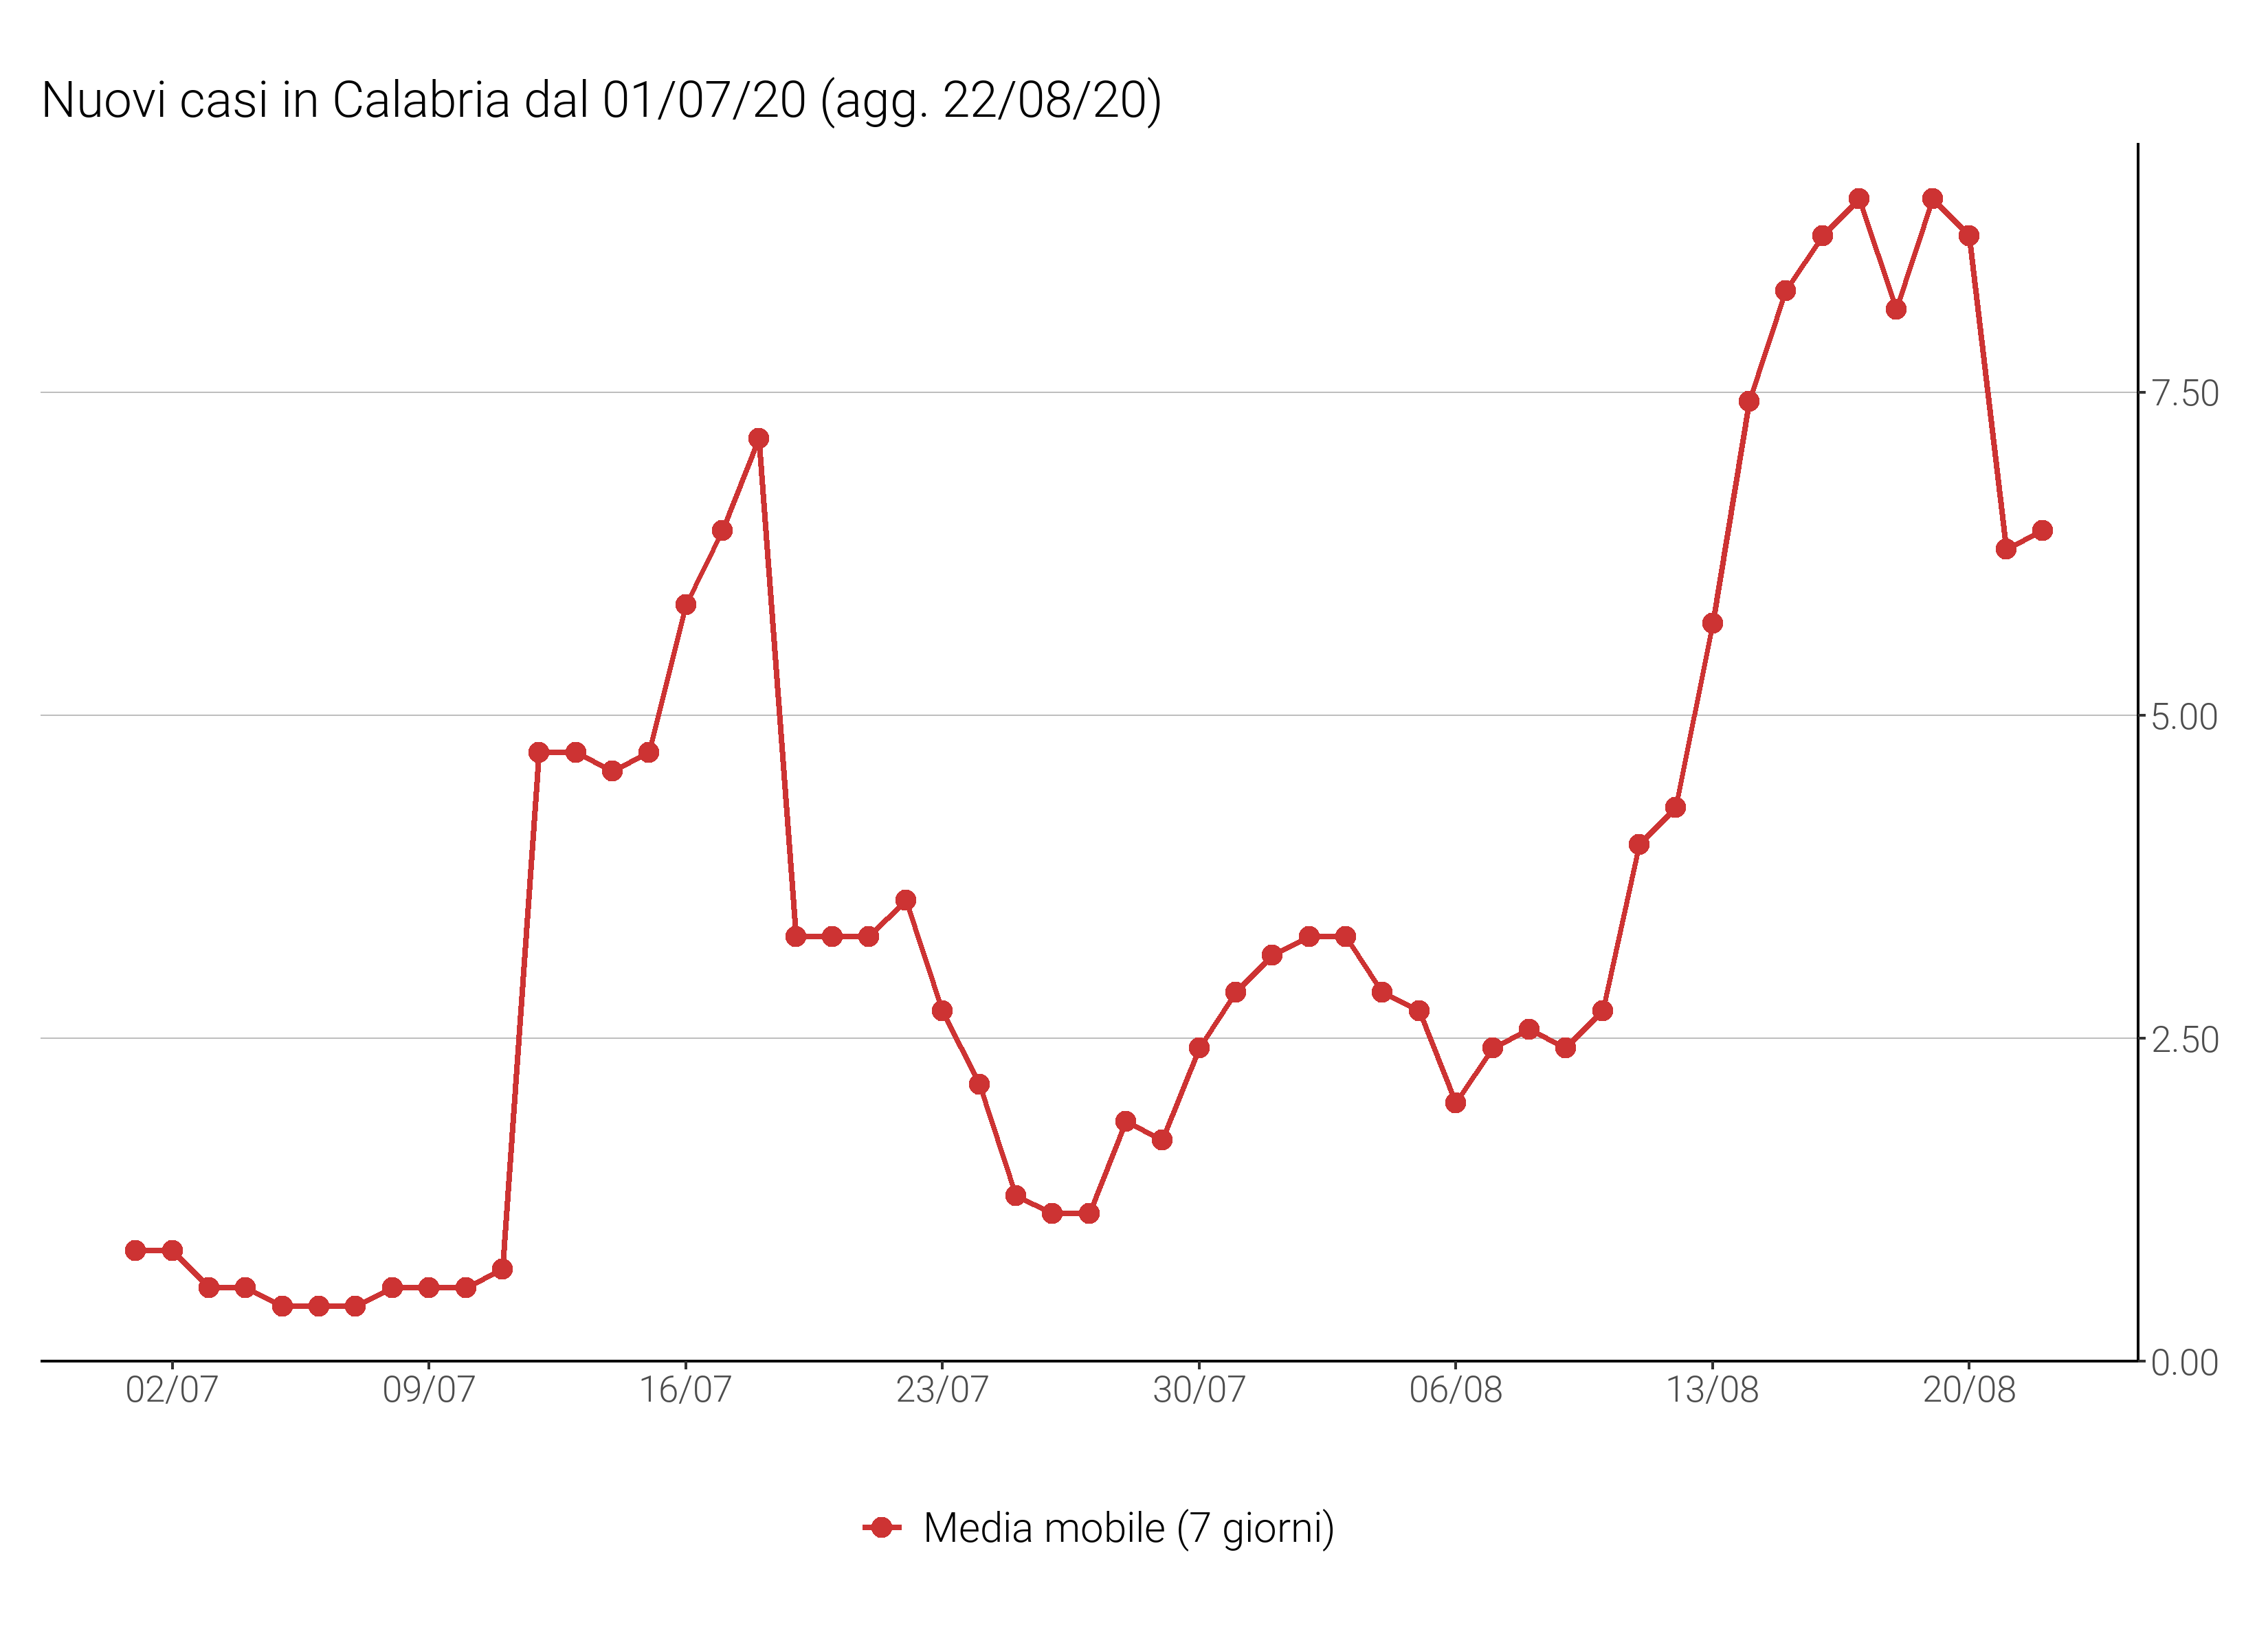 Nuovi casi in Calabria dal 01/07/20 (agg. 22/08/20)
7.50
5.00
2.50
0.00
02/07 09/07 16/07 23/07 30/07 06/08 13/08 20/08
Media mobile (7 giorni)